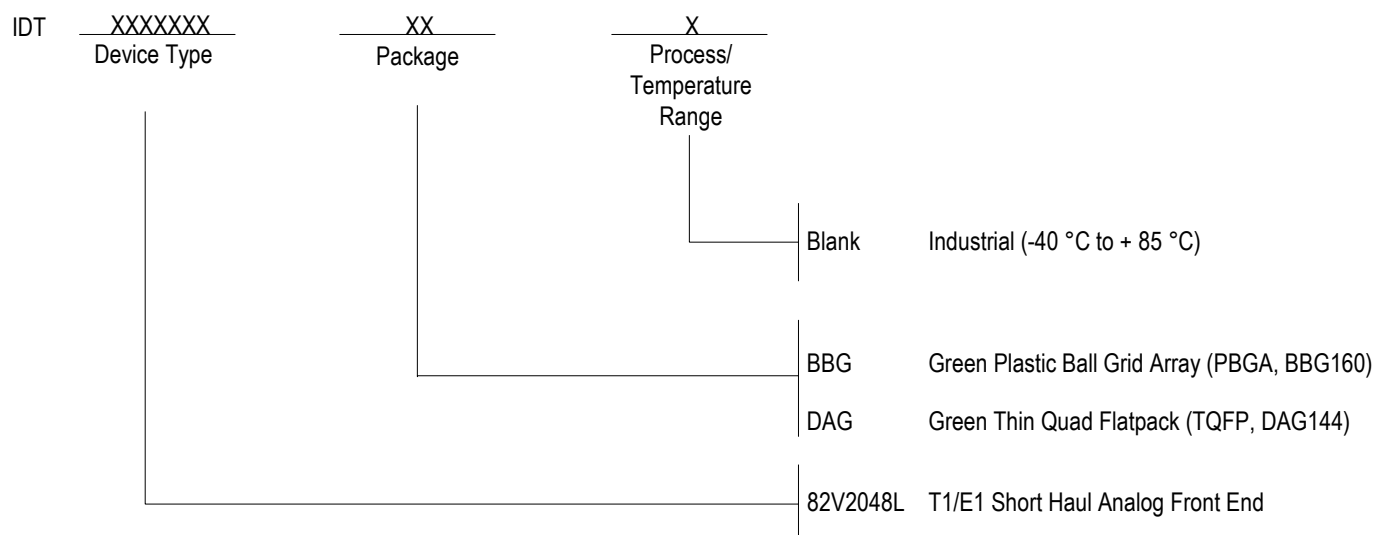 IDT XXXXXXX XX X
Device Type Package Process/
Temperature
Range
Blank Industrial (-40 °C to + 85 °C)
BBG Green Plastic Ball Grid Array (PBGA, BBG160)
DAG Green Thin Quad Flatpack (TQFP, DAG144)
82V2048L T1/E1 Short Haul Analog Front End